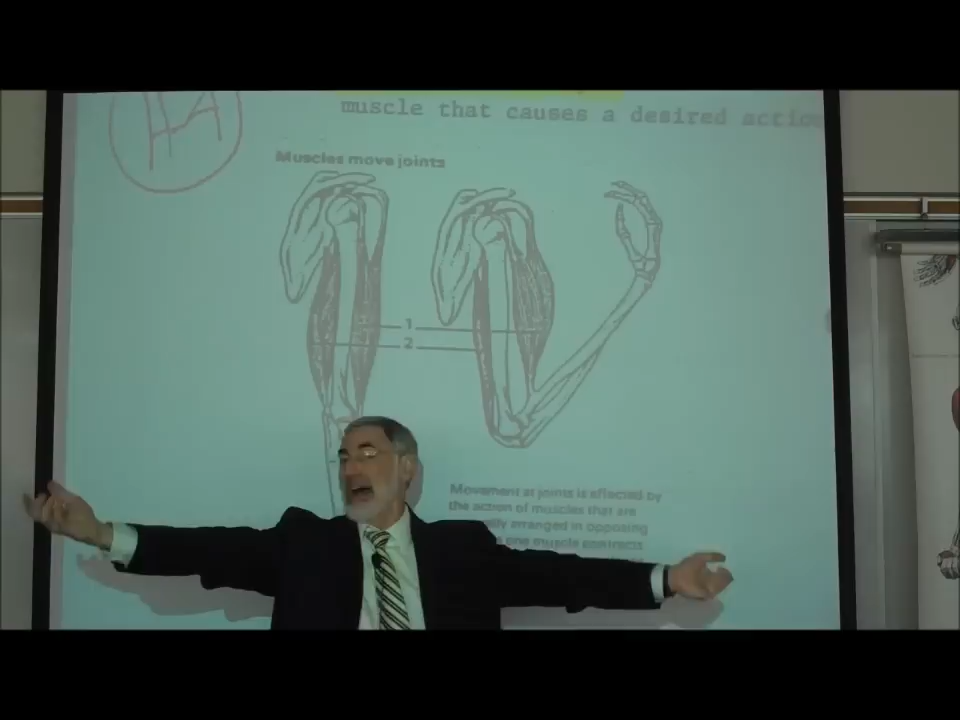 HA
muscle that causes a desired action
Muscles move joints
1
2
Movement at joints is effected by
the action of muscles that are
arranged in opposing
one muscle contracts